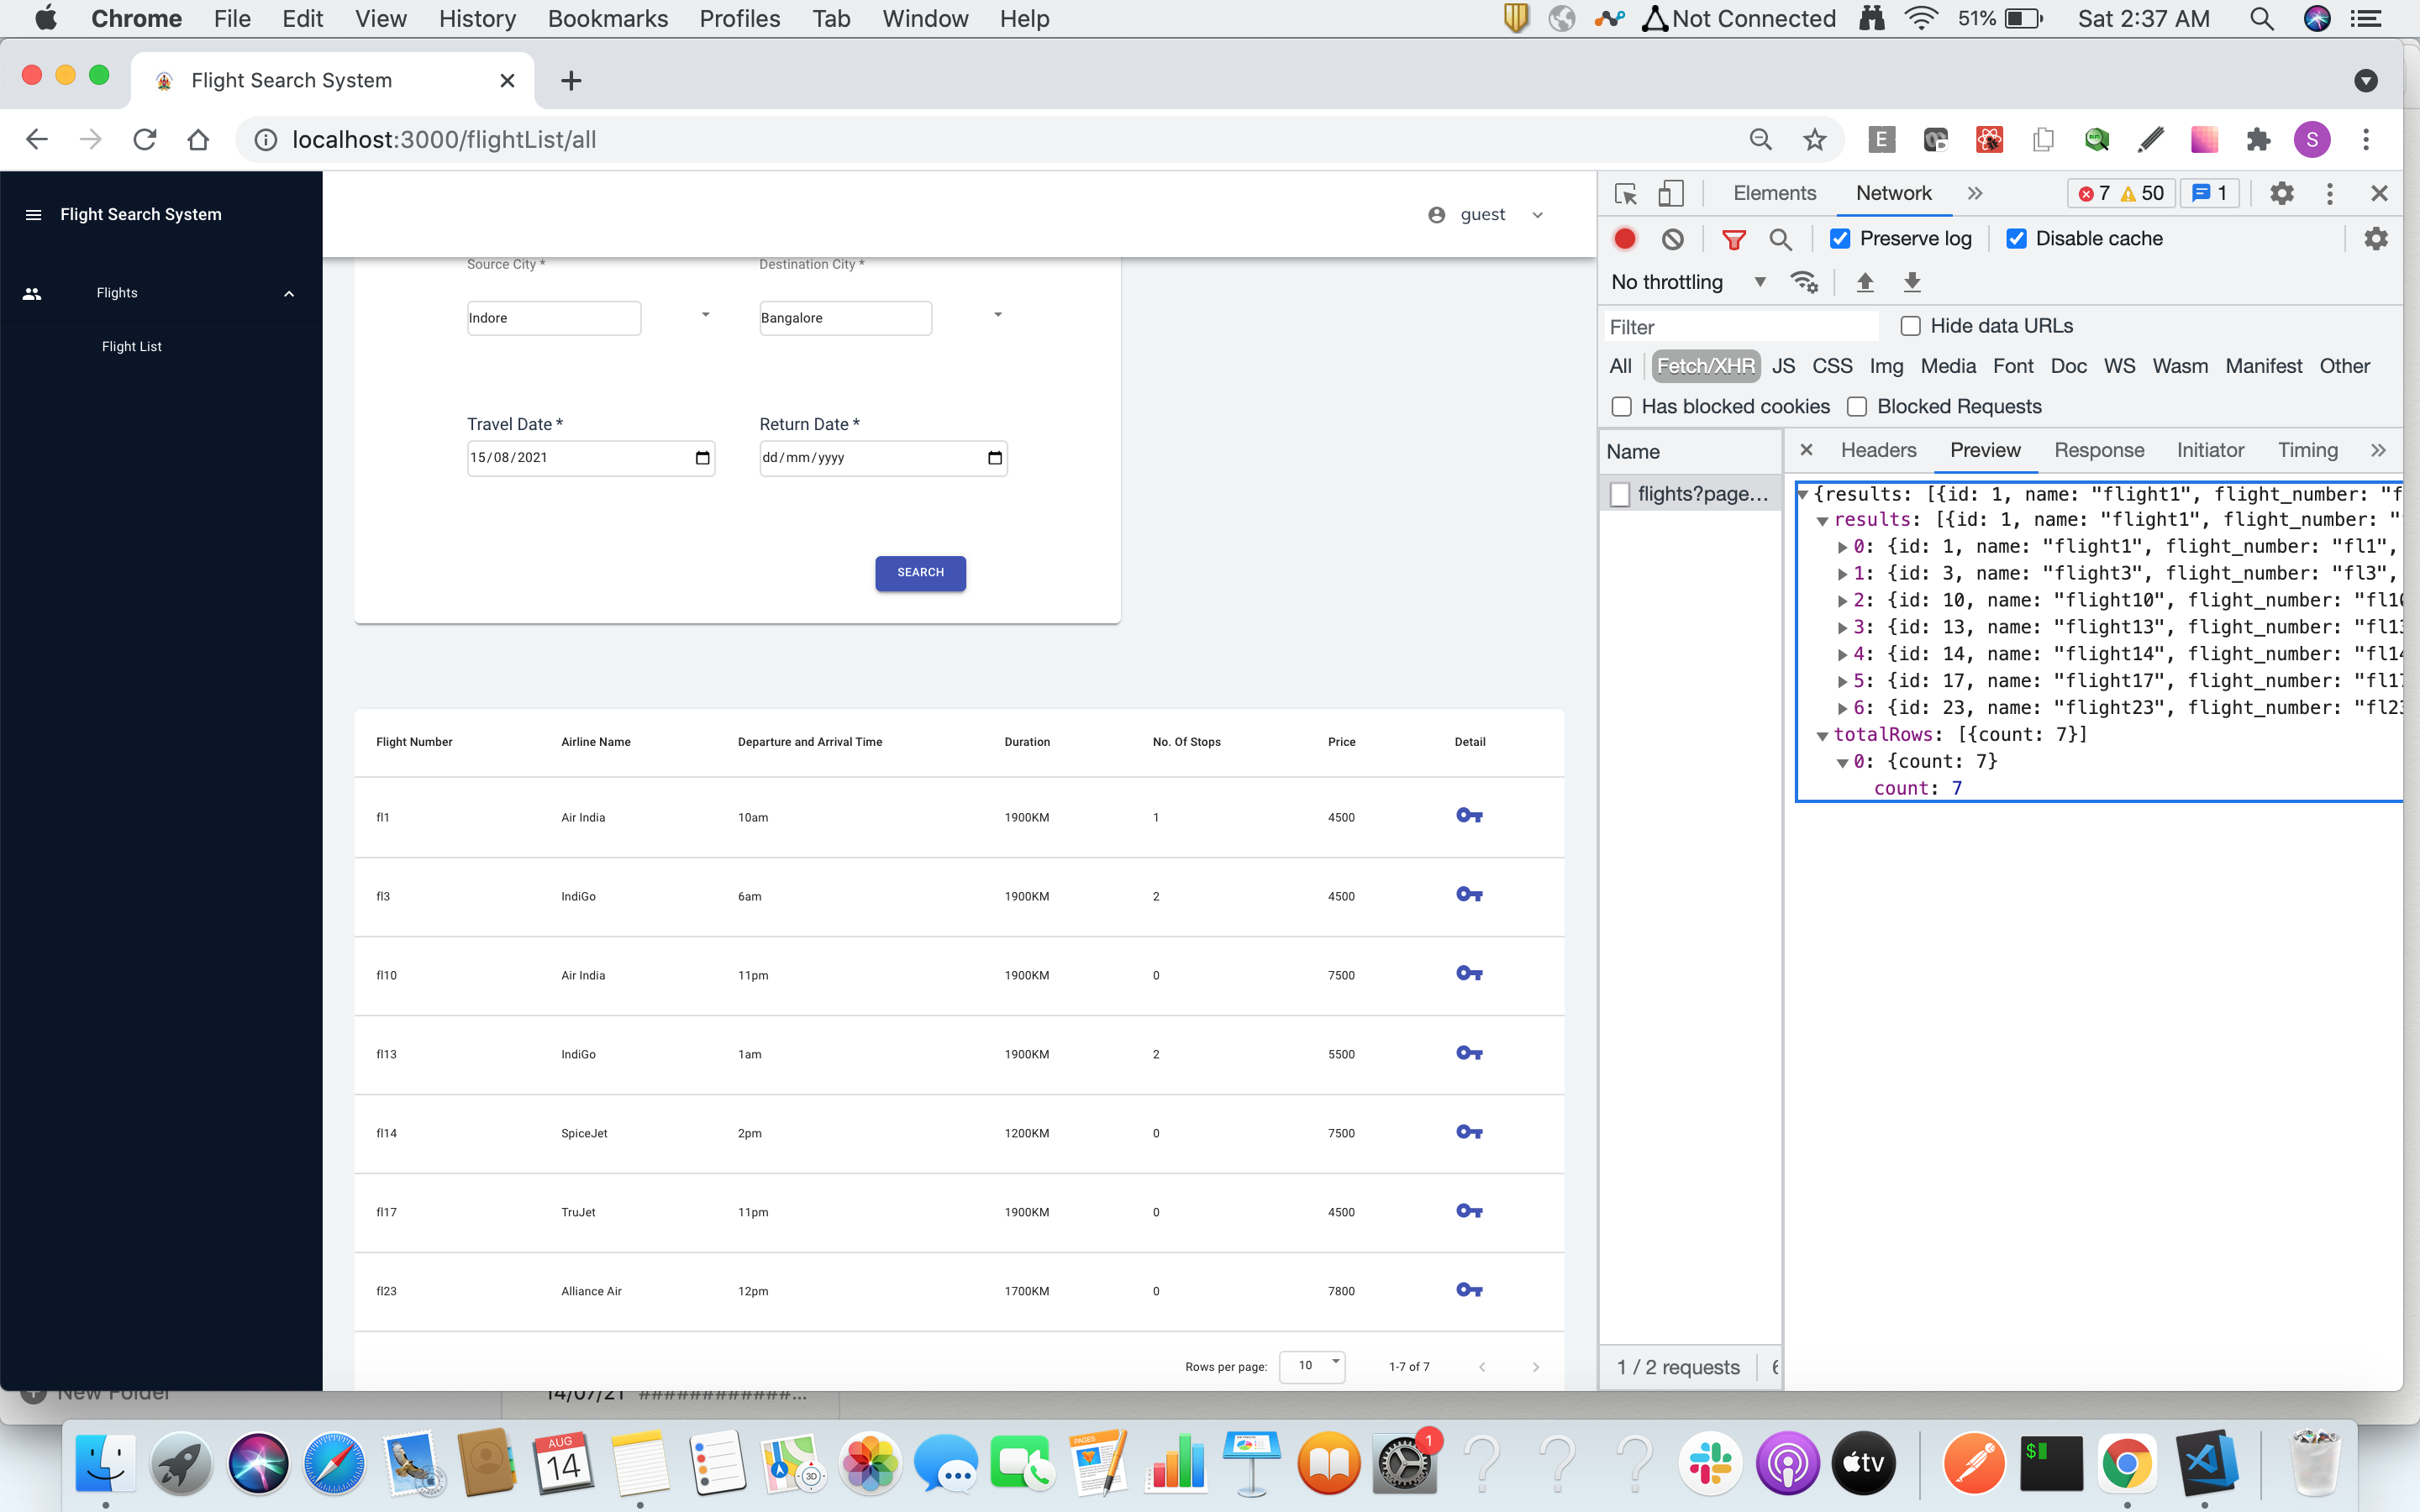 Chrome File Edit View History Bookmarks Profiles Tab Window Help Not Connected 51% Sat 2:37 AM
Flight Search System
localhost:3000/flightList/all
E S
Flight Search System
guest
Flights
Flight List
Source City * Destination City *
Indore Bangalore
Travel Date * Return Date *
15/08/2021 dd/mm/yyyy
SEARCH
Flight Number Airline Name Departure and Arrival Time Duration No. Of Stops Price Detail
fl1 Air India 10am 1900KM 1 4500
fl3 IndiGo 6am 1900KM 2 4500
fl10 Air India 11pm 1900KM 0 7500
fl13 IndiGo 1am 1900KM 2 5500
fl14 SpiceJet 2pm 1200KM 0 7500
fl17 TruJet 11pm 1900KM 0 4500
fl23 Alliance Air 12pm 1700KM 0 7800
Rows per page: 10 1-7 of 7
Elements Network 7 50 1
Preserve log Disable cache
No throttling
Filter Hide data URLs
All Fetch/XHR JS CSS Img Media Font Doc WS Wasm Manifest Other
Has blocked cookies Blocked Requests
Name Headers Preview Response Initiator Timing
flights?page...
{results: [{id: 1, name: "flight1", flight_number: "f
results: [{id: 1, name: "flight1", flight_number: "
0: {id: 1, name: "flight1", flight_number: "fl1",
1: {id: 3, name: "flight3", flight_number: "fl3",
2: {id: 10, name: "flight10", flight_number: "fl10
3: {id: 13, name: "flight13", flight_number: "fl13
4: {id: 14, name: "flight14", flight_number: "fl14
5: {id: 17, name: "flight17", flight_number: "fl17
6: {id: 23, name: "flight23", flight_number: "fl23
totalRows: [{count: 7}]
0: {count: 7}
count: 7
1 / 2 requests
New Folder 14/07/21 ############...
AUG
14
3D
PAGES
1
tv
$